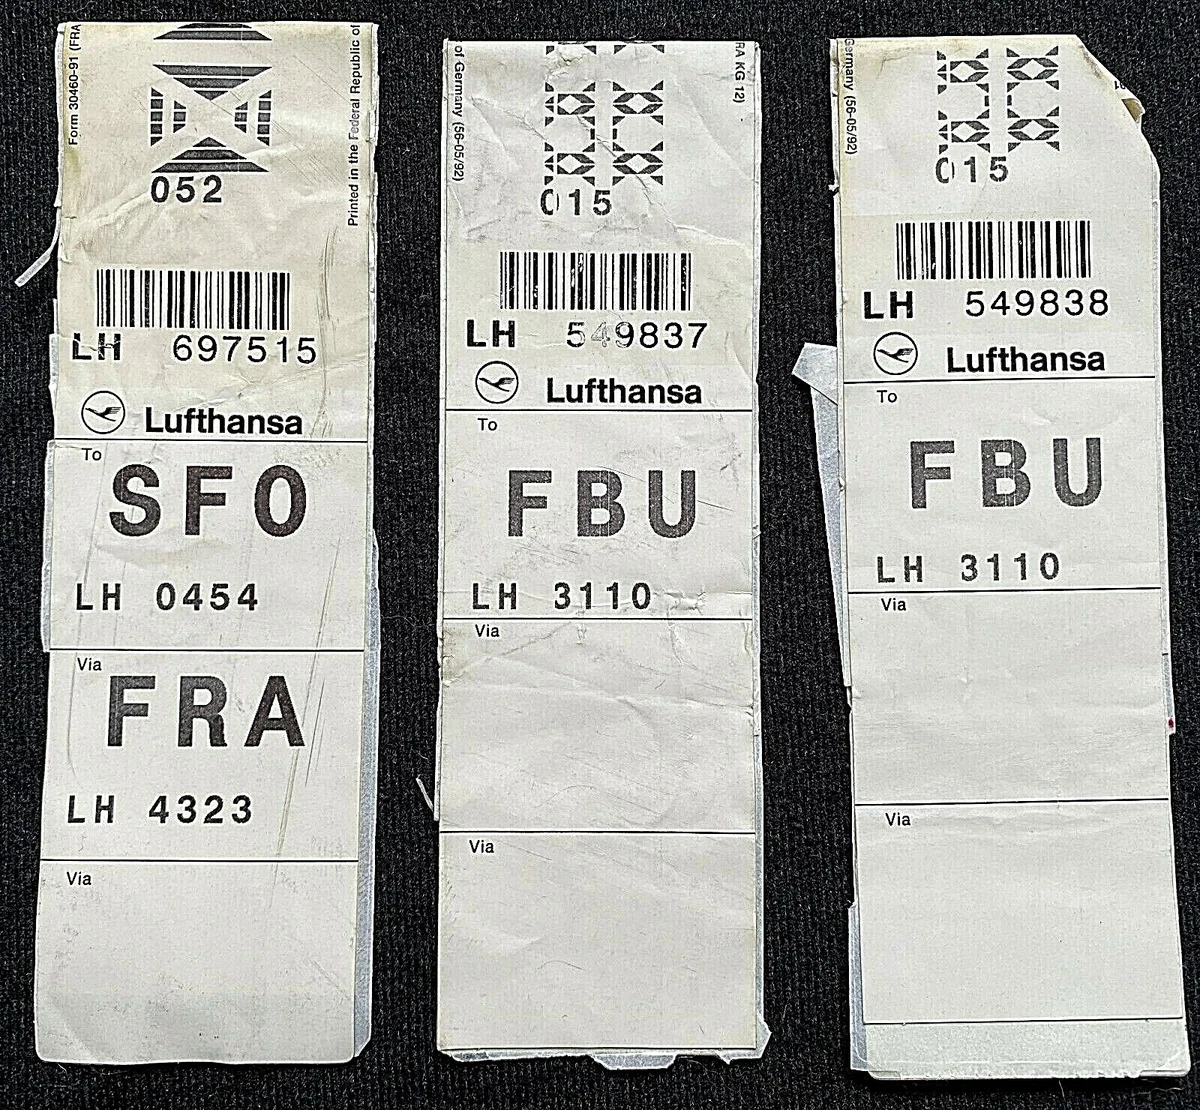 Form 30460-91 (FRA
Printed in the Federal Republic of
052
LH 697515
Lufthansa
To
SFO
LH 0454
Via
FRA
LH 4323
Via
of Germany (56-05/92)
RA KG 12)
015
LH 549837
Lufthansa
To
FBU
LH 3110
Via
Via
Germany (56-05/92)
015
LH 549838
Lufthansa
To
FBU
LH 3110
Via
Via